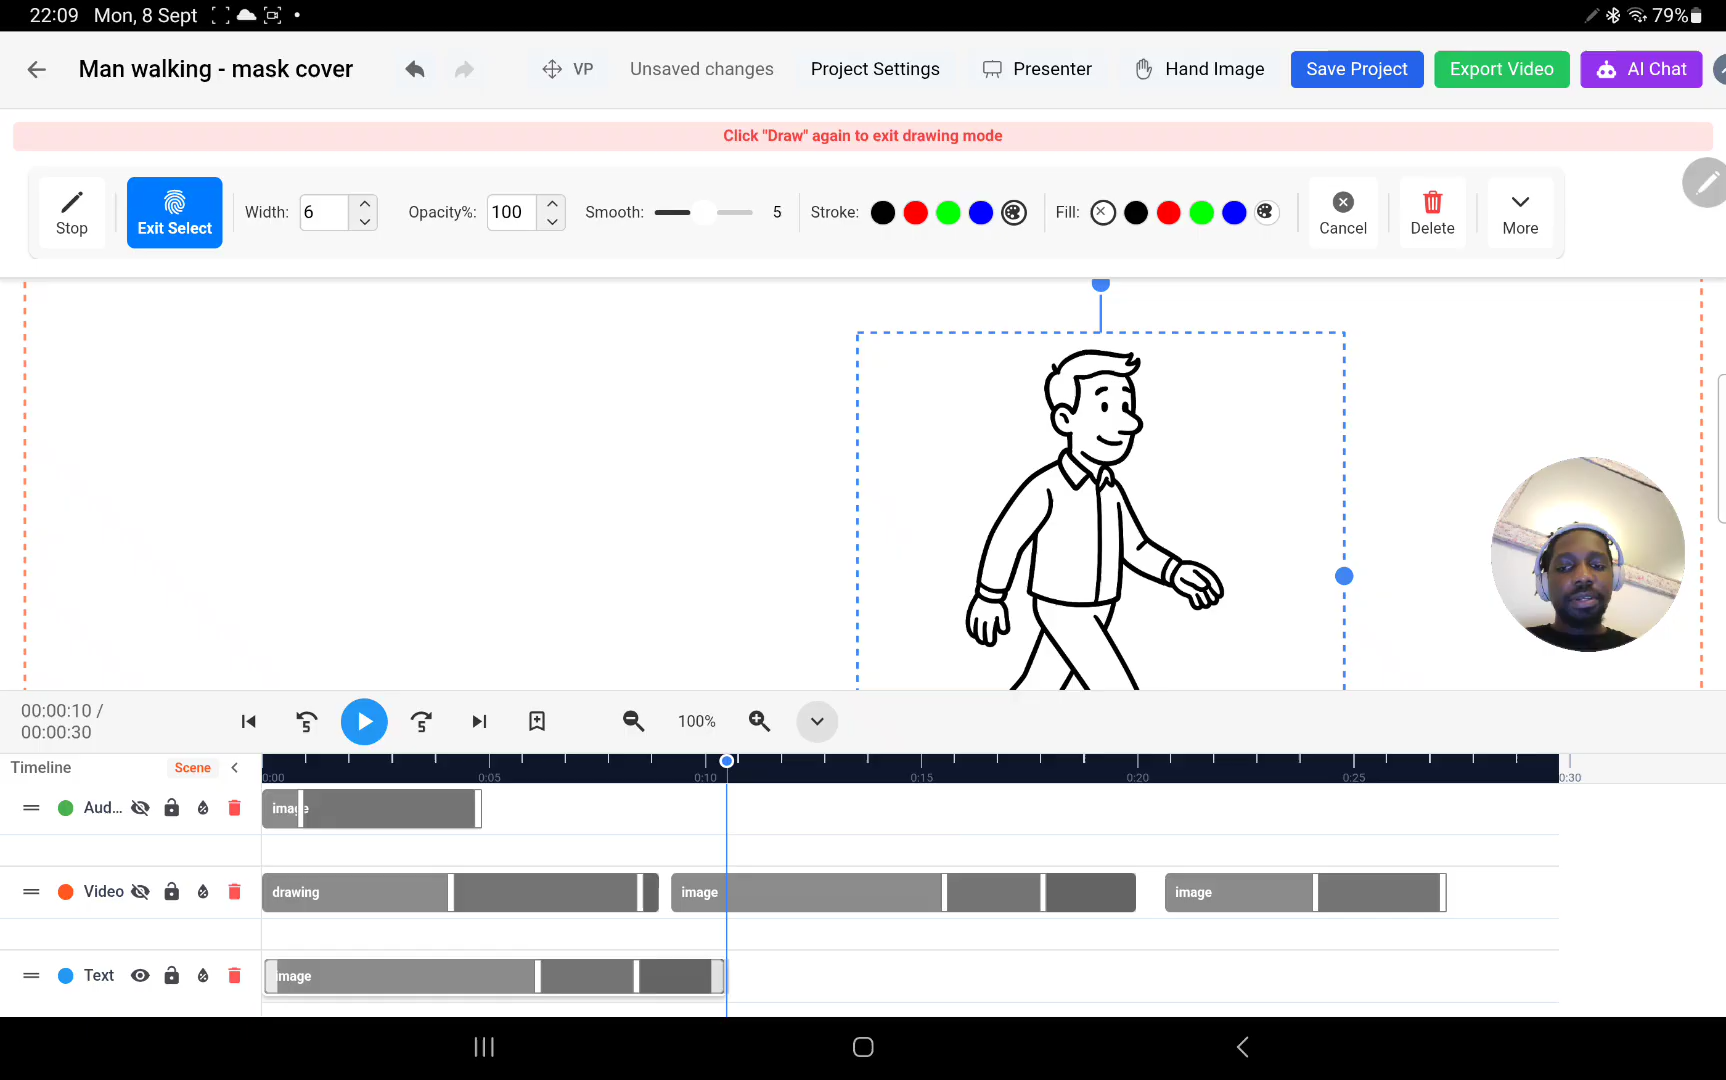 22:09 Mon, 8 Sept 79%
Man walking - mask cover VP Unsaved changes Project Settings Presenter Hand Image Save Project Export Video AI Chat
Click "Draw" again to exit drawing mode
Stop Exit Select Width: 6 Opacity%: 100 Smooth: 5 Stroke: Fill: Cancel Delete More
00:00:10 /
00:00:30
5 5 100%
Timeline Scene 0:00 0:05 0:10 0:15 0:20 0:25 0:30
Aud... image
Video drawing image image
Text image